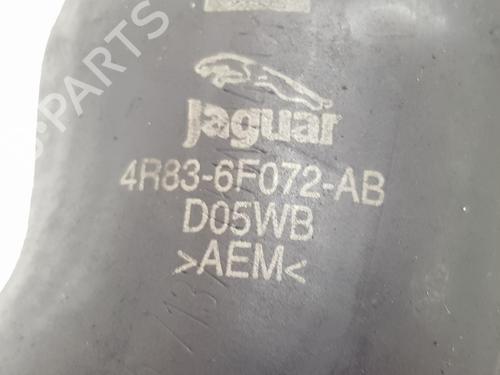 PARTS
Jaguar
4R83-6F072-AB
D05WB
>AEM<